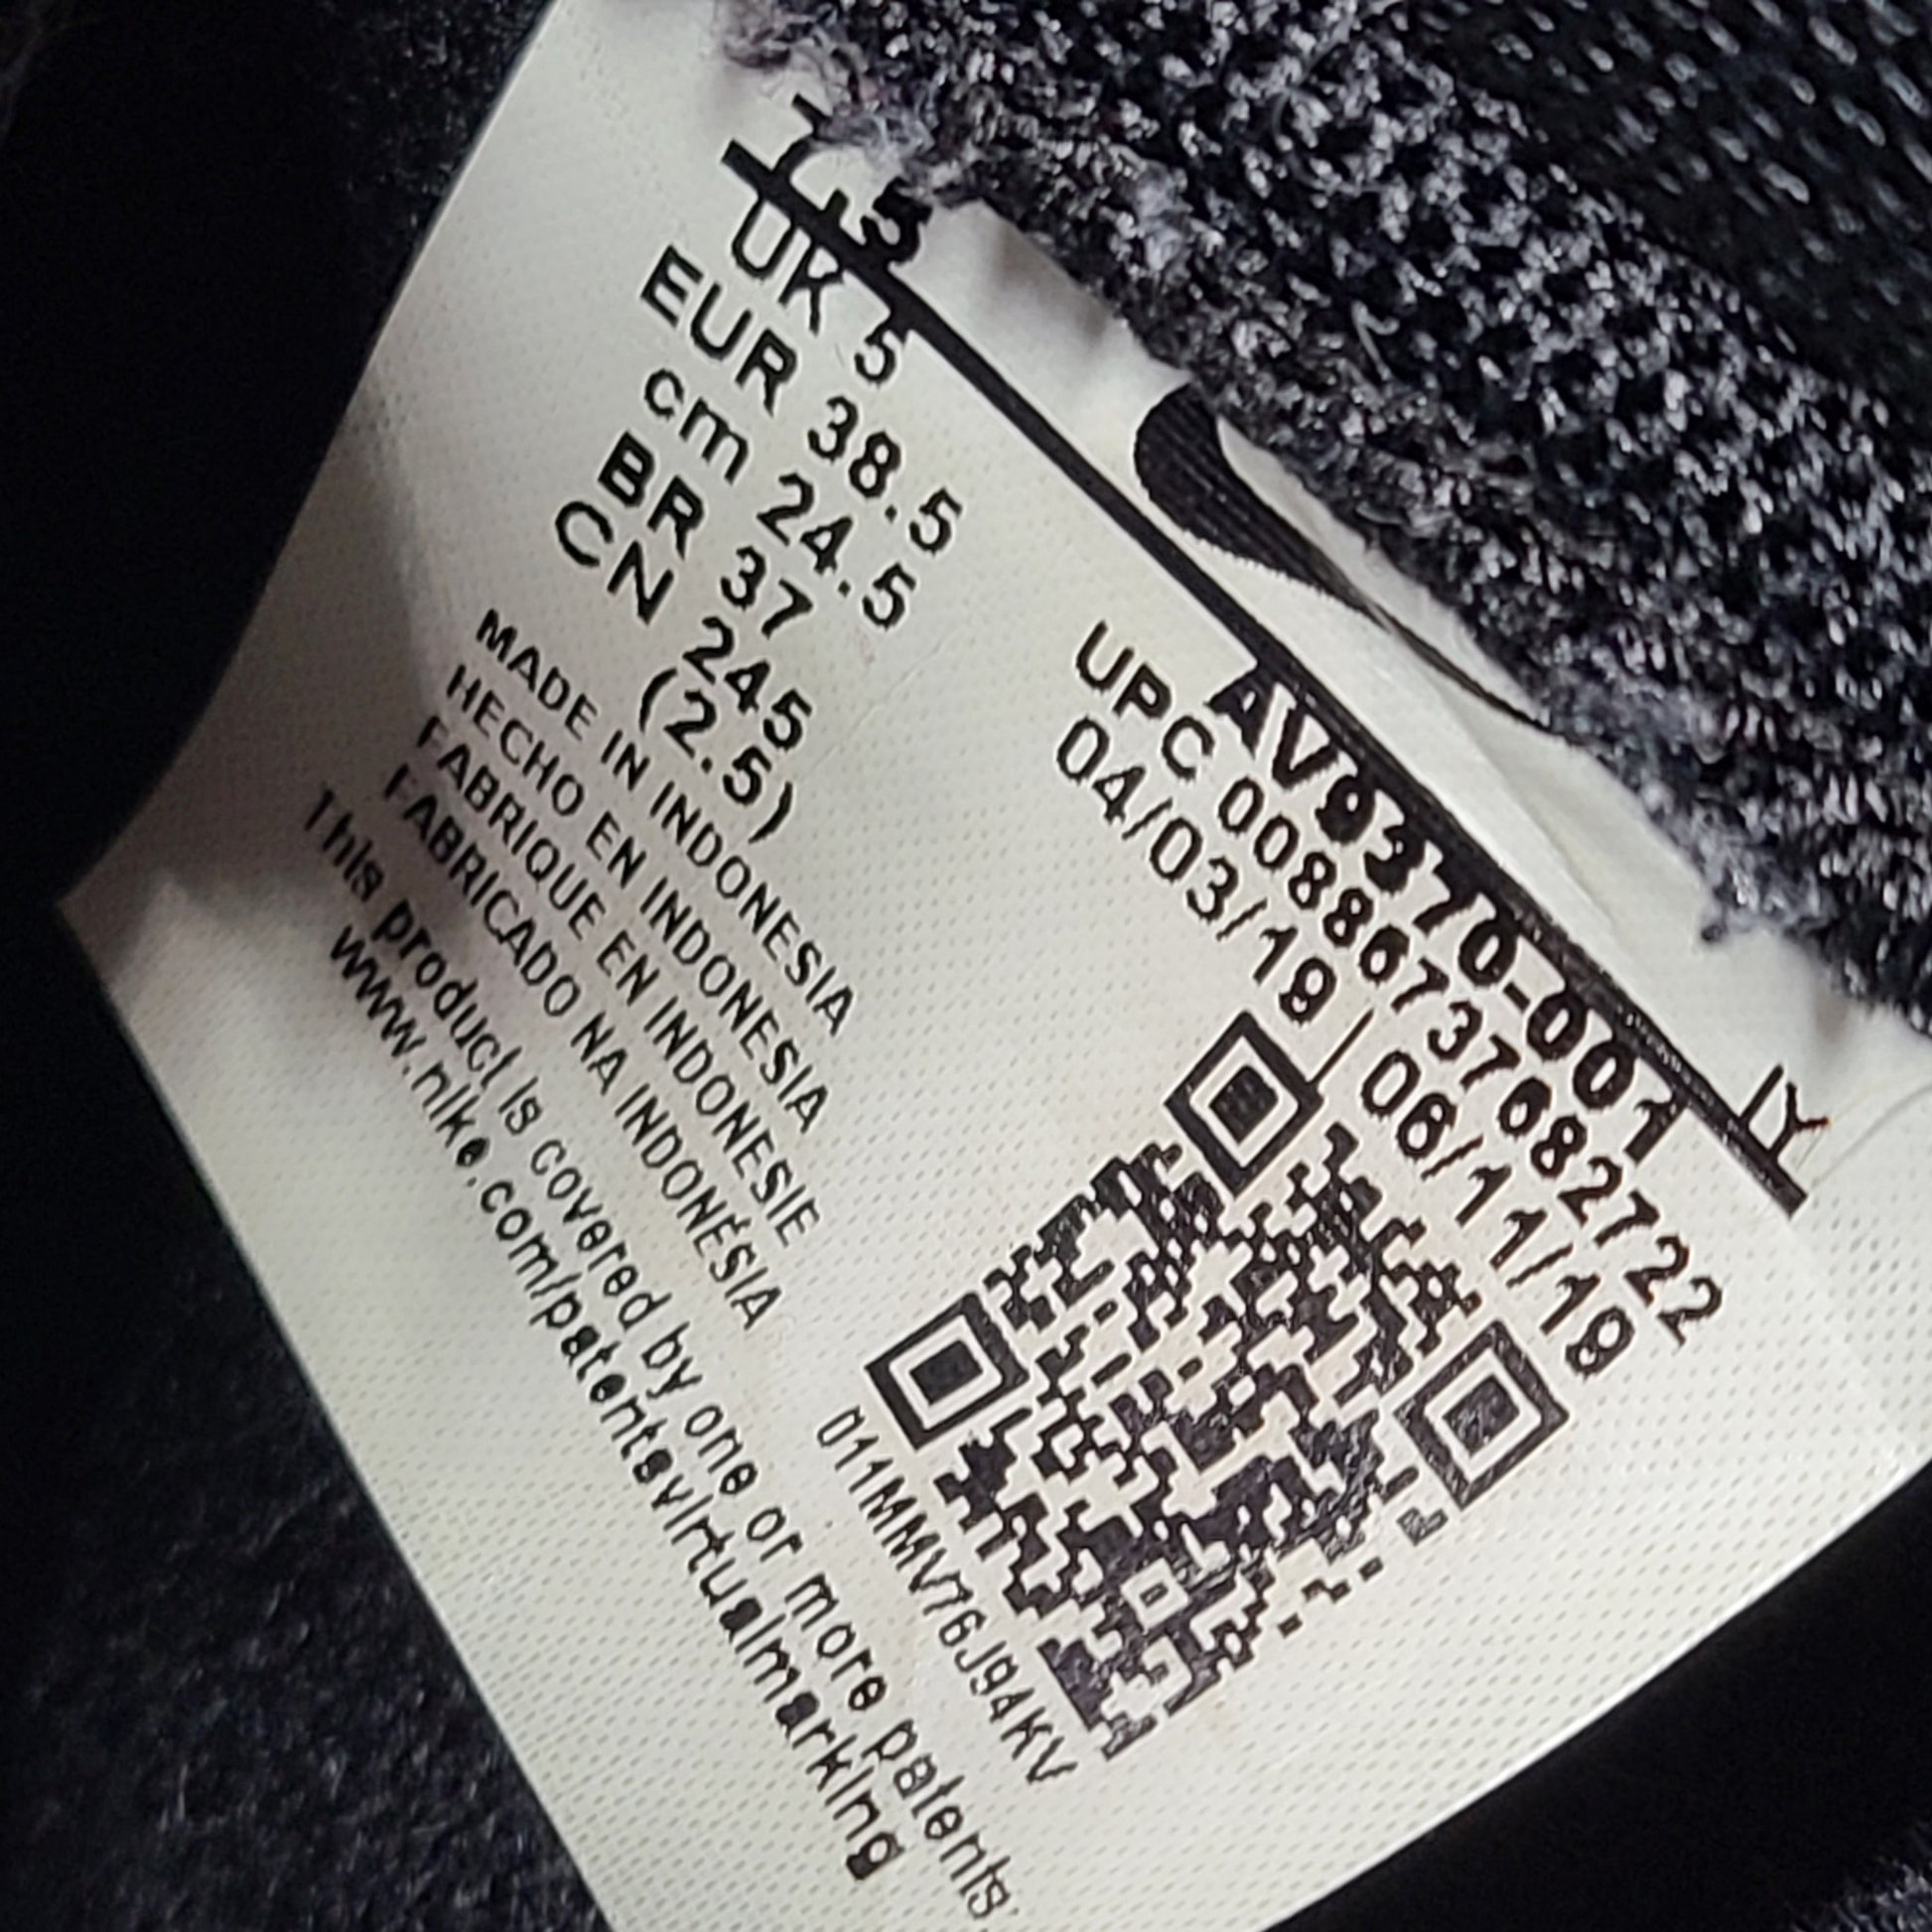 UK 5
EUR 38.5
cm 24.5
BR 37
CN 245
(2.5)
MADE IN INDONESIA
HECHO EN INDONESIA
FABRIQUE EN INDONESIE
FABRICADO NA INDONÉSIA
This product is covered by one or more patents.
www.nike.com/patentsvirtualmarking
AV9370-001
UPC 00886737682722
04/03/19 06/11/19
011MMV76J94KV